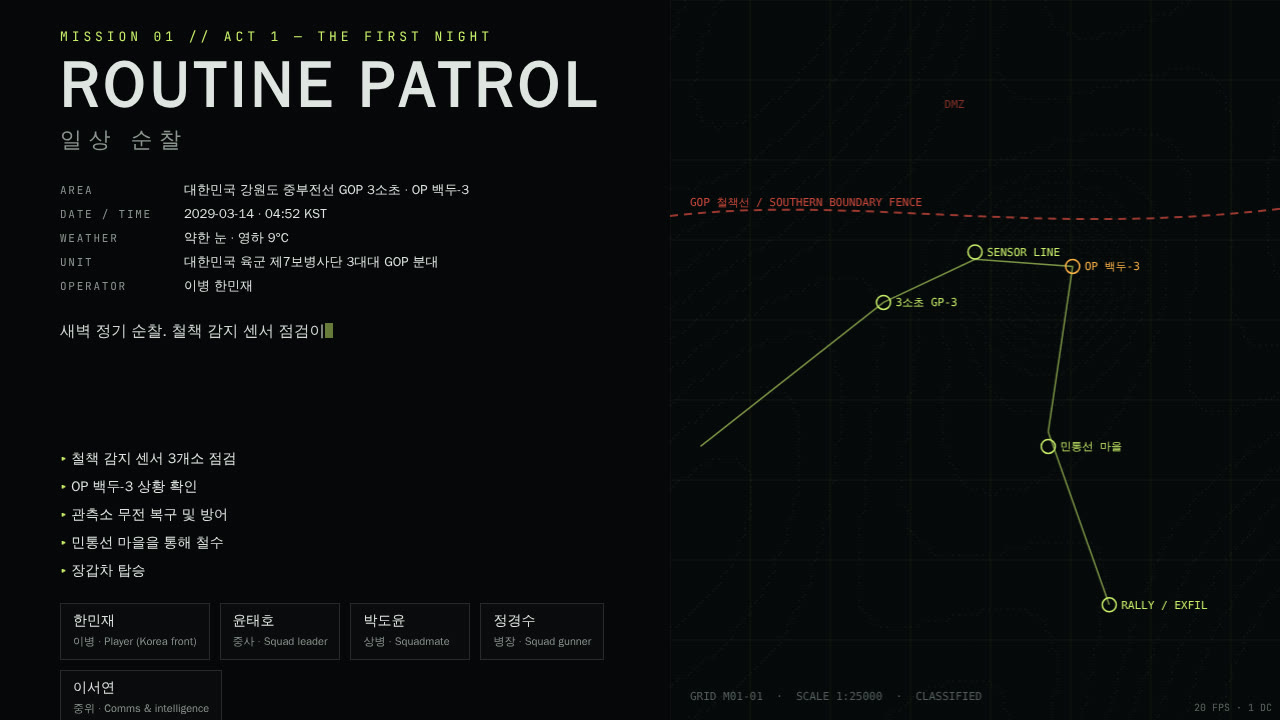 MISSION 01 // ACT 1 — THE FIRST NIGHT
ROUTINE PATROL
일상 순찰
AREA 대한민국 강원도 중부전선 GOP 3소초 · OP 백두-3
DATE / TIME 2029-03-14 · 04:52 KST
WEATHER 약한 눈 · 영하 9°C
UNIT 대한민국 육군 제7보병사단 3대대 GOP 분대
OPERATOR 이병 한민재
새벽 정기 순찰. 철책 감지 센서 점검이
▸ 철책 감지 센서 3개소 점검
▸ OP 백두-3 상황 확인
▸ 관측소 무전 복구 및 방어
▸ 민통선 마을을 통해 철수
▸ 장갑차 탑승
한민재
이병 · Player (Korea front)
윤태호
중사 · Squad leader
박도윤
상병 · Squadmate
정경수
병장 · Squad gunner
이서연
중위 · Comms & intelligence
DMZ
GOP 철책선 / SOUTHERN BOUNDARY FENCE
SENSOR LINE
OP 백두-3
3소초 GP-3
민통선 마을
RALLY / EXFIL
GRID M01-01 · SCALE 1:25000 · CLASSIFIED
20 FPS · 1 DC